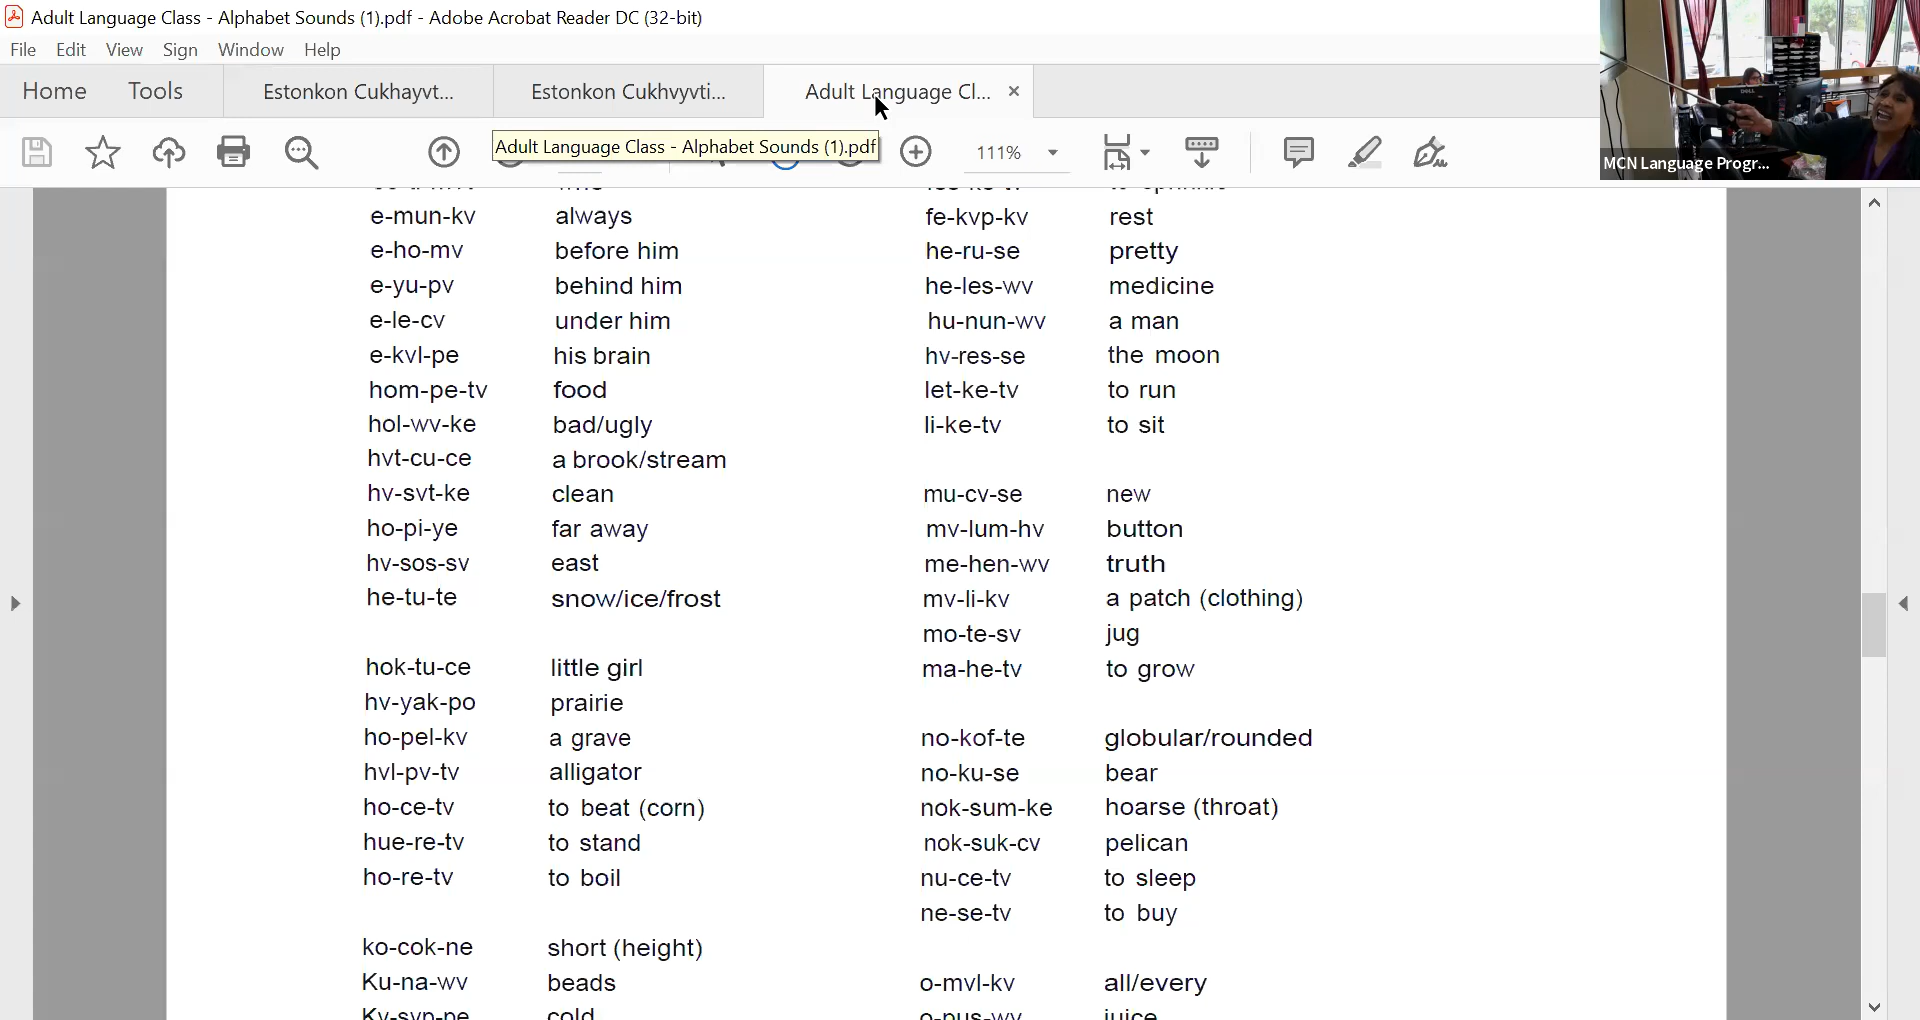 Adult Language Class - Alphabet Sounds (1).pdf - Adobe Acrobat Reader DC (32-bit)
File Edit View Sign Window Help
Home Tools Estonkon Cukhayvt... Estonkon Cukhvyvti... Adult Language Cl... ×
Adult Language Class - Alphabet Sounds (1).pdf
111%
MCN Language Progr...
DELL
e-mun-kv always
e-ho-mv before him
e-yu-pv behind him
e-le-cv under him
e-kvl-pe his brain
hom-pe-tv food
hol-wv-ke bad/ugly
hvt-cu-ce a brook/stream
hv-svt-ke clean
ho-pi-ye far away
hv-sos-sv east
he-tu-te snow/ice/frost
hok-tu-ce little girl
hv-yak-po prairie
ho-pel-kv a grave
hvl-pv-tv alligator
ho-ce-tv to beat (corn)
hue-re-tv to stand
ho-re-tv to boil
ko-cok-ne short (height)
Ku-na-wv beads
Kv-svp-pe cold
fe-kvp-kv rest
he-ru-se pretty
he-les-wv medicine
hu-nun-wv a man
hv-res-se the moon
let-ke-tv to run
li-ke-tv to sit
mu-cv-se new
mv-lum-hv button
me-hen-wv truth
mv-li-kv a patch (clothing)
mo-te-sv jug
ma-he-tv to grow
no-kof-te globular/rounded
no-ku-se bear
nok-sum-ke hoarse (throat)
nok-suk-cv pelican
nu-ce-tv to sleep
ne-se-tv to buy
o-mvl-kv all/every
o-pus-wv juice